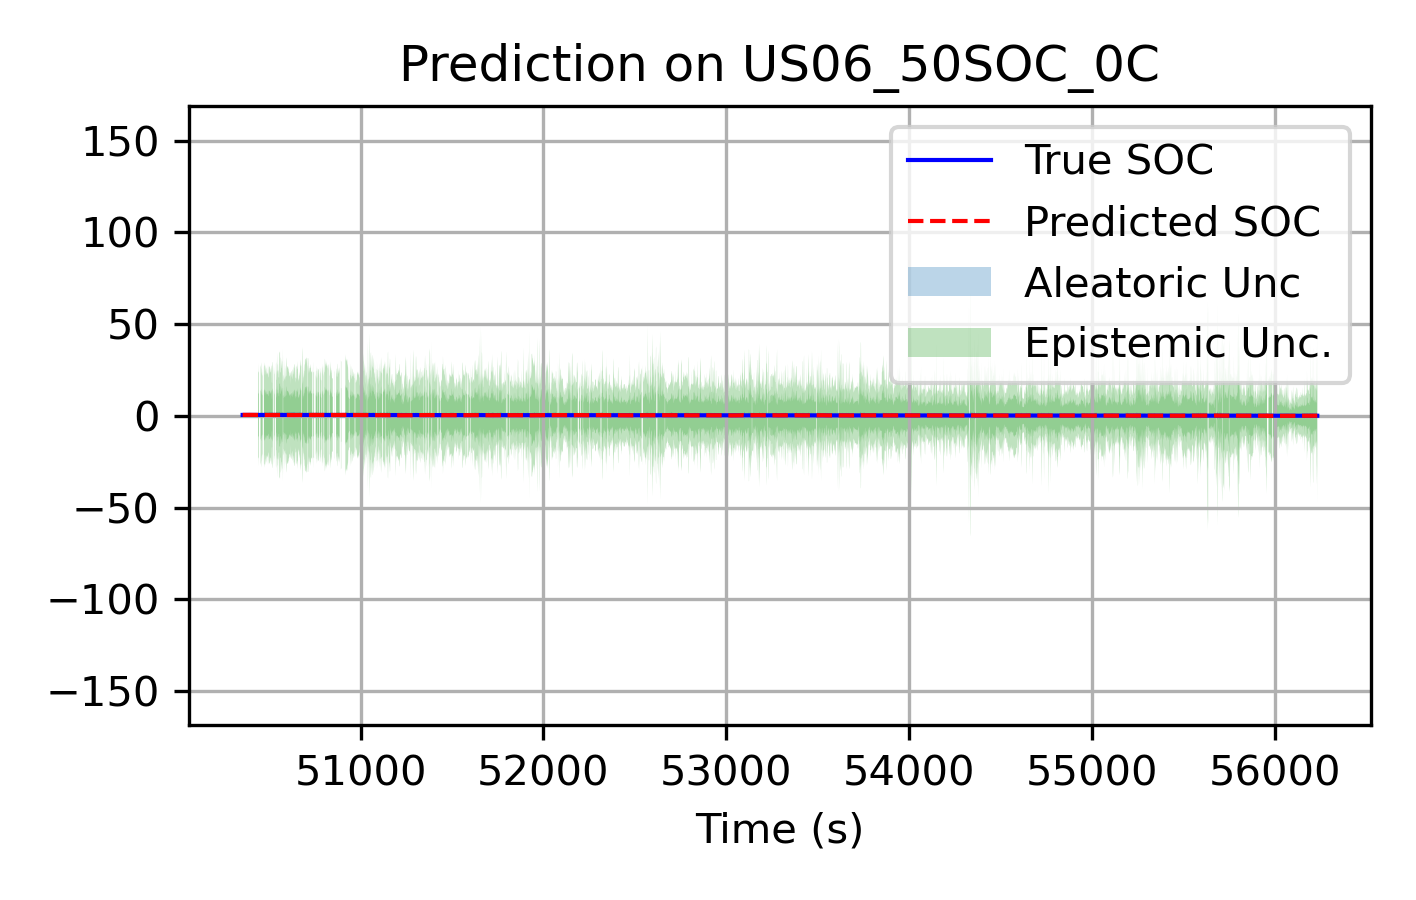 Prediction on US06_50SOC_0C
True SOC
Predicted SOC
Aleatoric Unc
Epistemic Unc.
150
100
50
0
−50
−100
−150
51000 52000 53000 54000 55000 56000
Time (s)